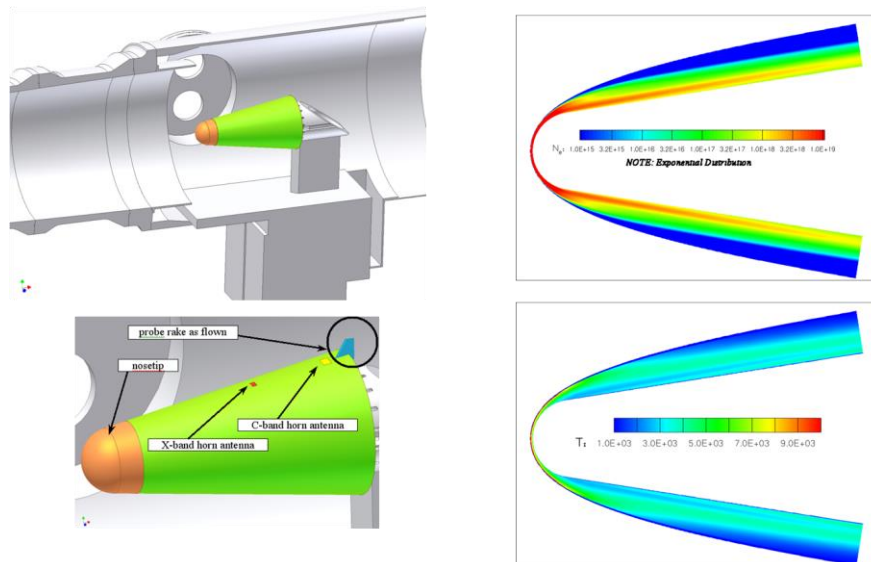 probe rake as flown
nosetip
C-band horn antenna
X-band horn antenna
Ne: 1.0E+15 3.2E+15 1.0E+16 3.2E+16 1.0E+17 3.2E+17 1.0E+18 3.2E+18 1.0E+19
NOTE: Exponential Distribution
T: 1.0E+03 3.0E+03 5.0E+03 7.0E+03 9.0E+03